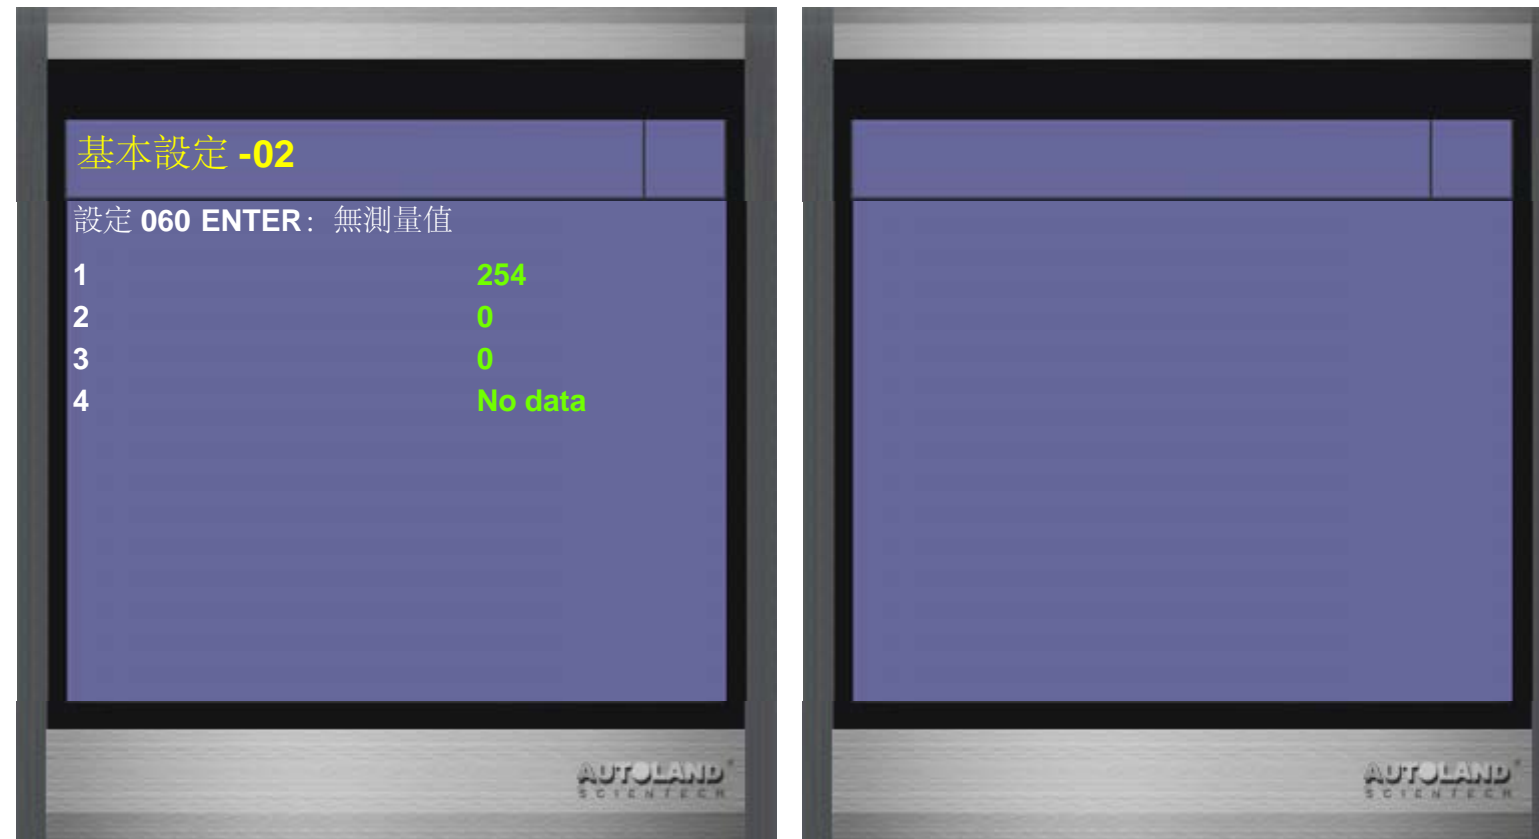 基本設定 -02
設定 060 ENTER: 無測量值
1 254
2 0
3 0
4 No data
AUTOLAND
SCIENTECH
AUTOLAND
SCIENTECH